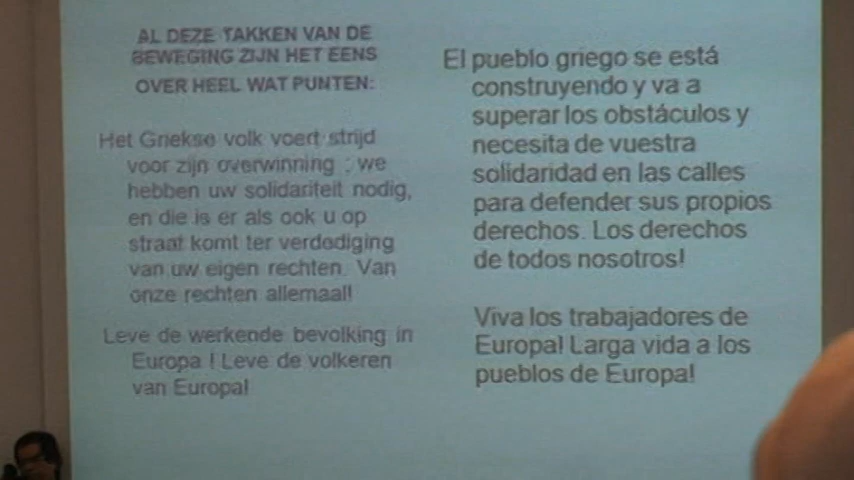 AL DEZE TAKKEN VAN DE
BEWEGING ZIJN HET EENS
OVER HEEL WAT PUNTEN:
Het Griekse volk voert strijd
voor zijn overwinning ; we
hebben uw solidariteit nodig,
en die is er als ook u op
straat komt ter verdediging
van uw eigen rechten. Van
onze rechten allemaal!
Leve de werkende bevolking in
Europa ! Leve de volkeren
van Europa!
El pueblo griego se está
construyendo y va a
superar los obstáculos y
necesita de vuestra
solidaridad en las calles
para defender sus propios
derechos. Los derechos
de todos nosotros!
Viva los trabajadores de
Europa! Larga vida a los
pueblos de Europa!